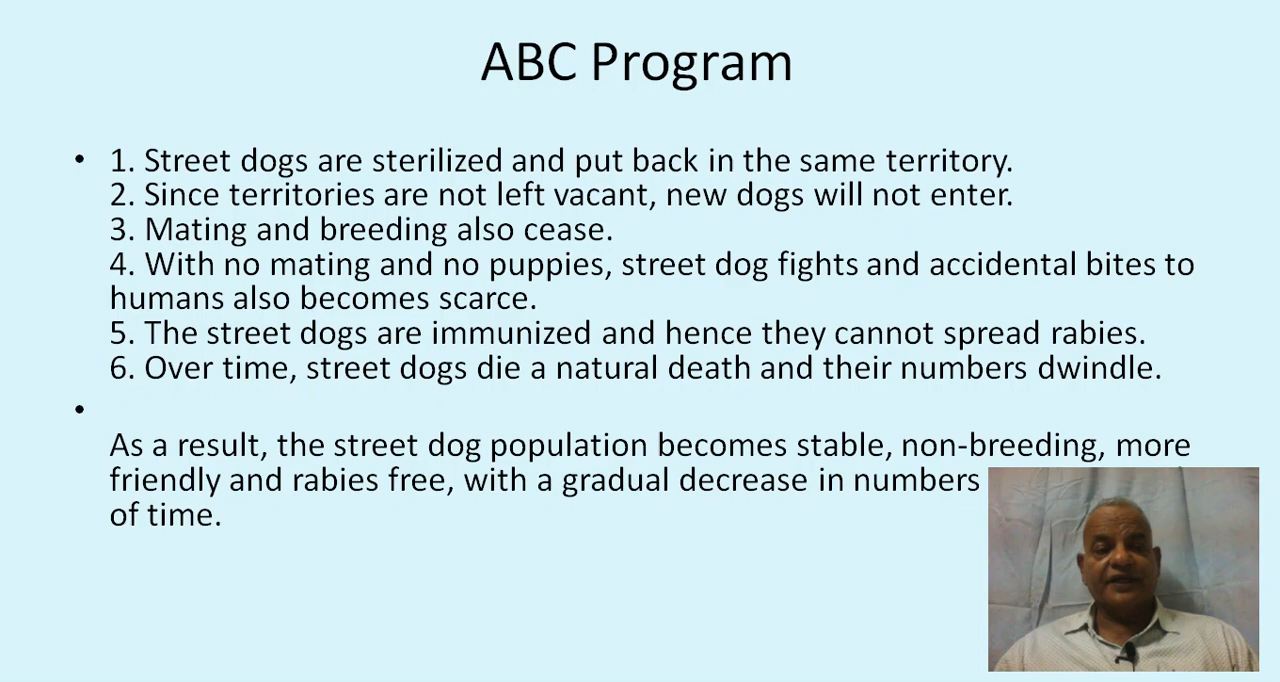 ABC Program
• 1. Street dogs are sterilized and put back in the same territory.
2. Since territories are not left vacant, new dogs will not enter.
3. Mating and breeding also cease.
4. With no mating and no puppies, street dog fights and accidental bites to
humans also becomes scarce.
5. The street dogs are immunized and hence they cannot spread rabies.
6. Over time, street dogs die a natural death and their numbers dwindle.
•
As a result, the street dog population becomes stable, non-breeding, more
friendly and rabies free, with a gradual decrease in numbers
of time.